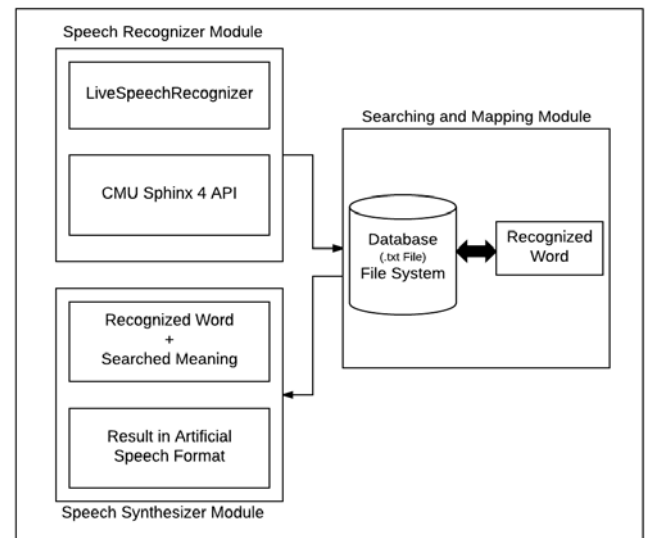 Speech Recognizer Module
LiveSpeechRecognizer
CMU Sphinx 4 API
Searching and Mapping Module
Database
(.txt File)
File System
Recognized
Word
Recognized Word
+
Searched Meaning
Result in Artificial
Speech Format
Speech Synthesizer Module